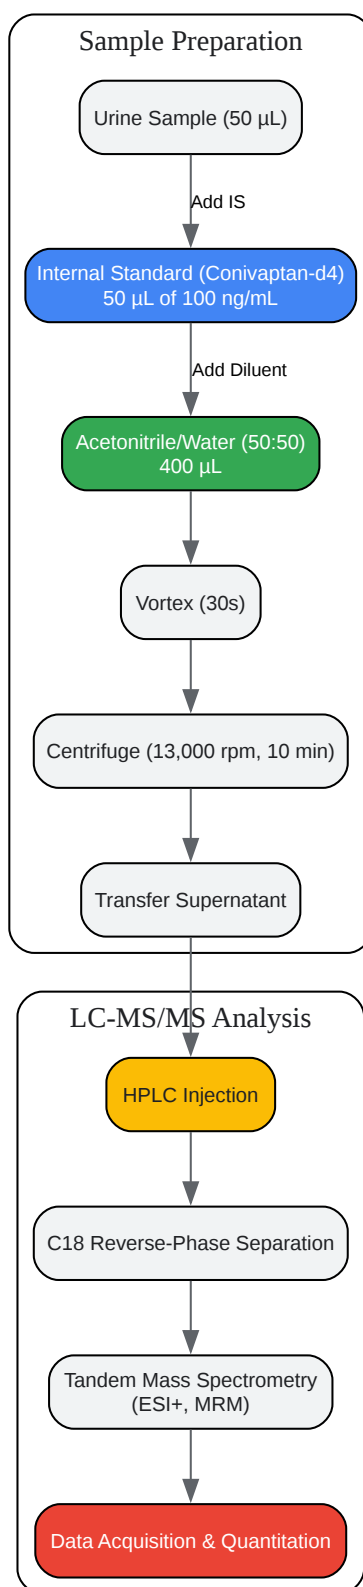 Sample Preparation
Urine Sample (50 µL)
Add IS
Internal Standard (Conivaptan-d4)
50 µL of 100 ng/mL
Add Diluent
Acetonitrile/Water (50:50)
400 µL
Vortex (30s)
Centrifuge (13,000 rpm, 10 min)
Transfer Supernatant
LC-MS/MS Analysis
HPLC Injection
C18 Reverse-Phase Separation
Tandem Mass Spectrometry
(ESI+, MRM)
Data Acquisition & Quantitation